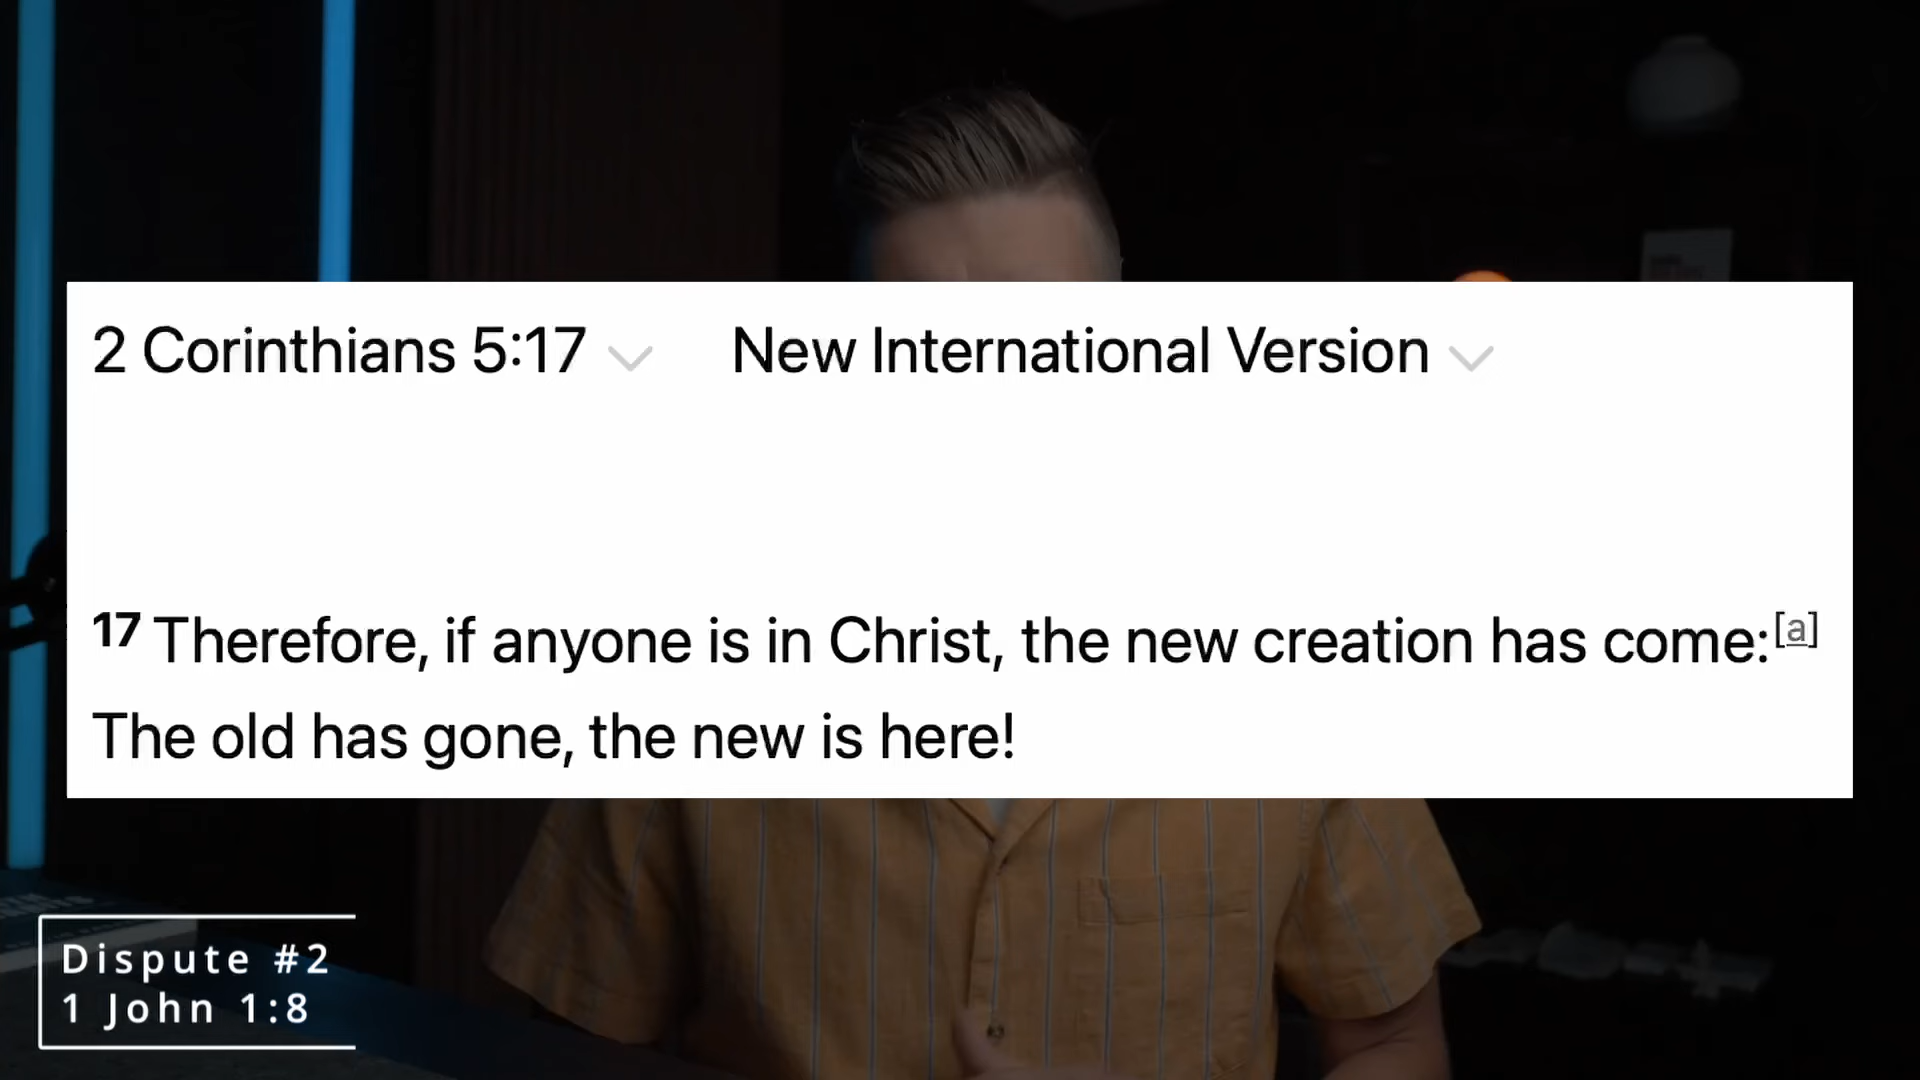 2 Corinthians 5:17 New International Version
17 Therefore, if anyone is in Christ, the new creation has come:[a]
The old has gone, the new is here!
Dispute #2
1 John 1:8